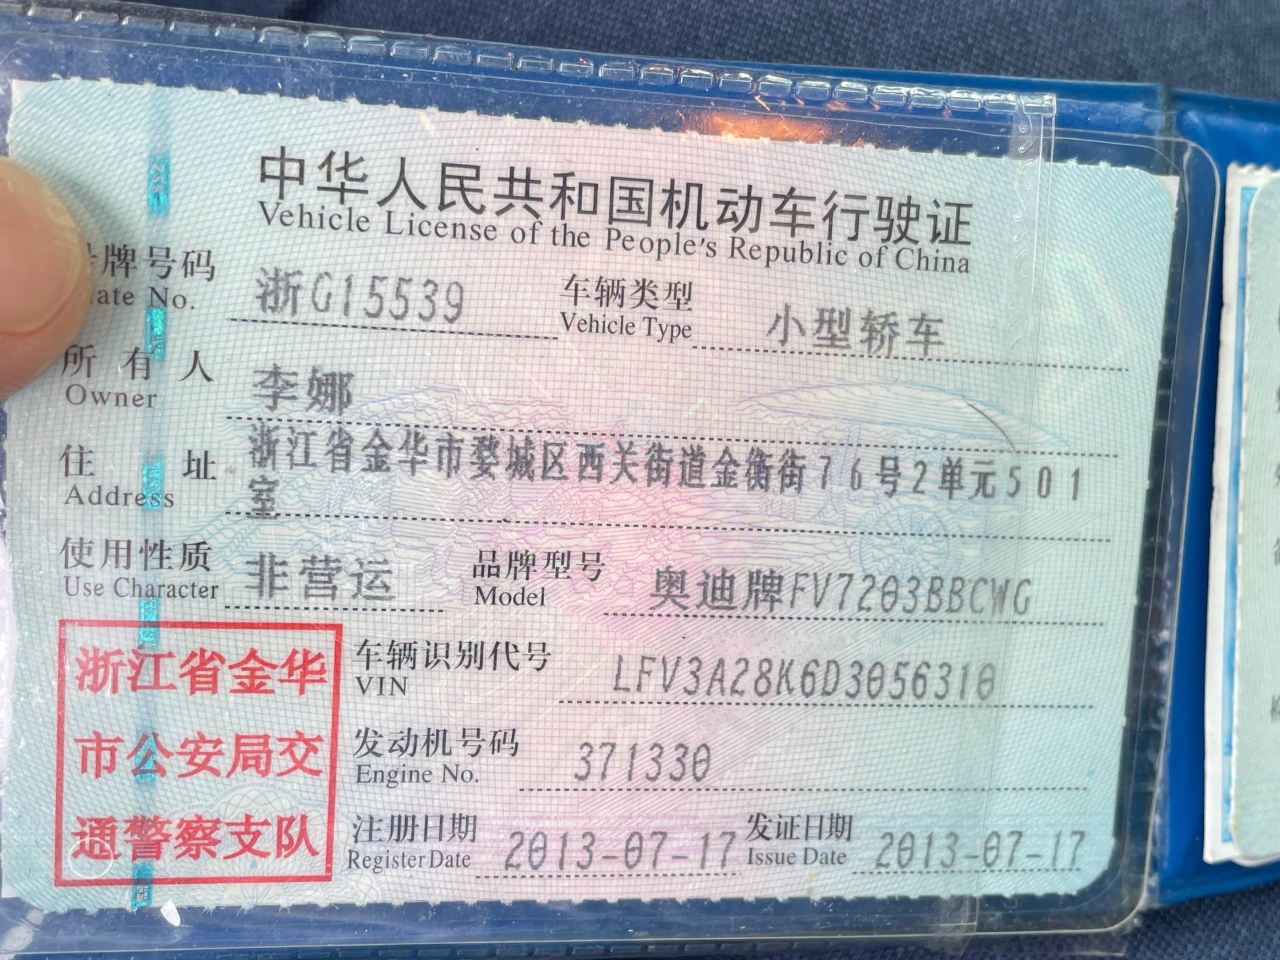 中华人民共和国机动车行驶证
Vehicle License of the People's Republic of China
牌号码 浙G15539 车辆类型 小型轿车
ate No. Vehicle Type
所有人 李娜
Owner
住址 浙江省金华市婺城区西关街道金衡街76号2单元501
Address 室
使用性质 非营运 品牌型号 奥迪牌FV7203BBCWG
Use Character Model
浙江省金华
市公安局交
通警察支队
车辆识别代号 LFV3A28K6D3056310
VIN
发动机号码 371330
Engine No.
注册日期 2013-07-17 发证日期 2013-07-17
Register Date Issue Date